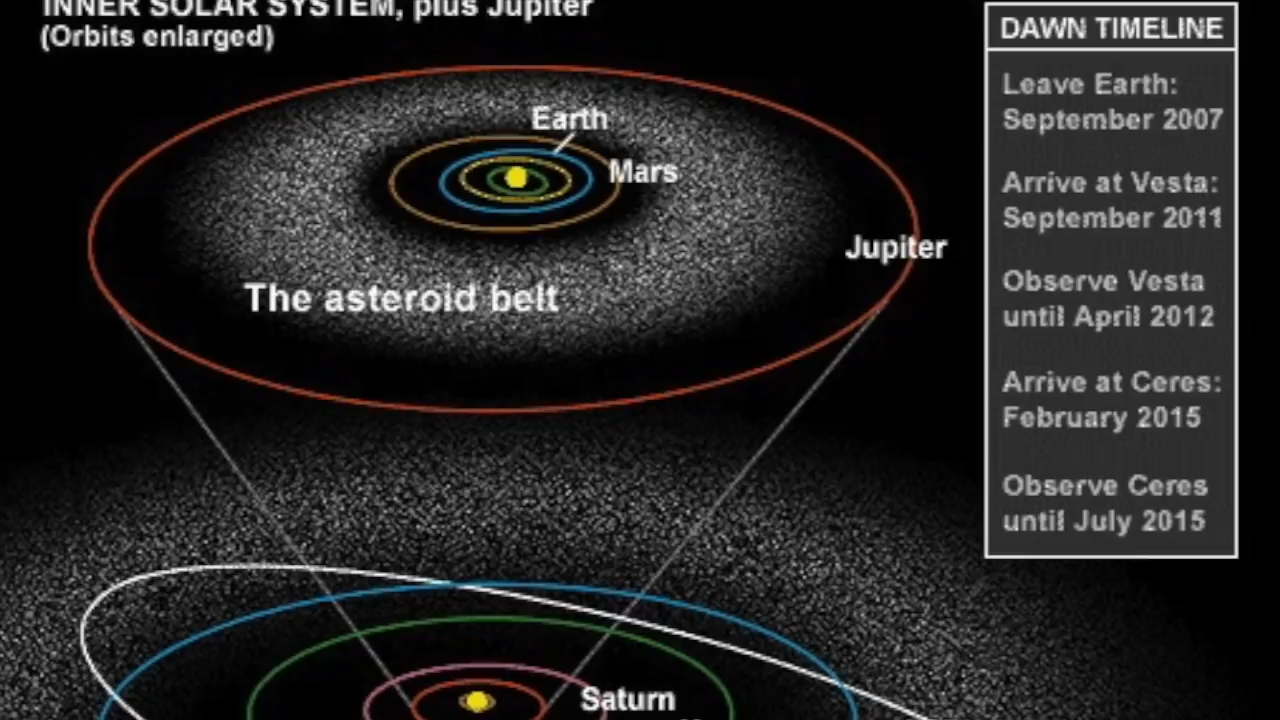 INNER SOLAR SYSTEM, plus Jupiter
(Orbits enlarged)
Earth
Mars
Jupiter
The asteroid belt
Saturn
DAWN TIMELINE
Leave Earth:
September 2007
Arrive at Vesta:
September 2011
Observe Vesta
until April 2012
Arrive at Ceres:
February 2015
Observe Ceres
until July 2015